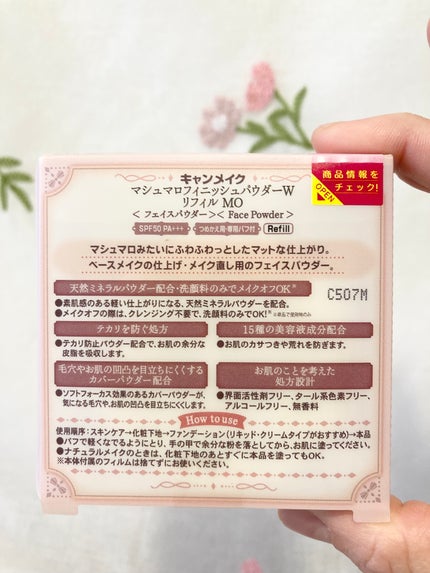 キャンメイク
マシュマロフィニッシュパウダーW
リフィル MO
＜フェイスパウダー＞＜Face Powder＞
SPF50 PA+++ つめかえ用・専用パフ付 Refill
商品情報を
チェック!
OPEN
マシュマロみたいにふわふわっとしたマットな仕上がり。
ベースメイクの仕上げ・メイク直し用のフェイスパウダー。
天然ミネラルパウダー配合・洗顔料のみでメイクオフOK※
C507M
●素肌感のある軽い仕上がりになる、天然ミネラルパウダーを配合。
●メイクオフの際は、クレンジング不要で、洗顔料のみでOK!※ ※単品で使用時のみ
テカリを防ぐ処方
●テカリ防止パウダー配合で、お肌の余分な
皮脂を吸収します。
15種の美容液成分配合
●お肌のカサつきや荒れを防ぎます。
毛穴やお肌の凹凸を目立ちにくくする
カバーパウダー配合
●ソフトフォーカス効果のあるカバーパウダーが、
気になる毛穴や、お肌の凹凸を目立ちにくくします。
お肌のことを考えた
処方設計
●界面活性剤フリー、タール系色素フリー、
アルコールフリー、無香料
How to use
使用順序：スキンケア→化粧下地→ファンデーション(リキッド・クリームタイプがおすすめ)→本品
●パフで軽くなでるようにとり、手の甲で余分な粉を落としてから、お肌に塗ってください。
●ナチュラルメイクのときは、化粧下地のあとすぐに本品を塗ってもOK。
※本体付属のフィルムは捨てずにお使いください。